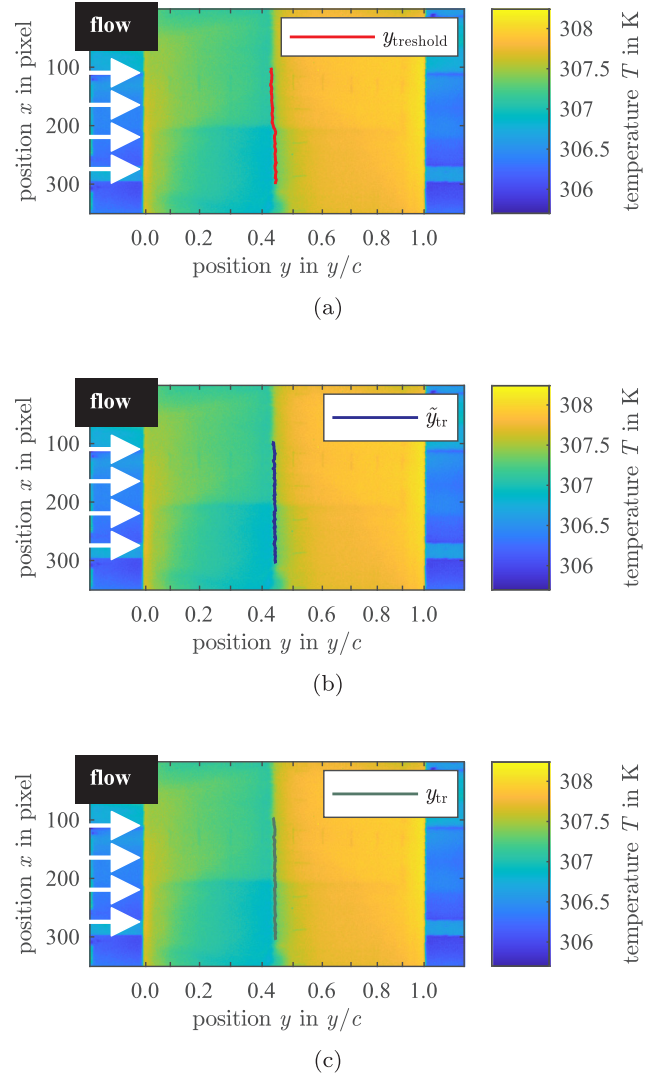 flow
y_treshold
100
200
300
position x in pixel
0.0 0.2 0.4 0.6 0.8 1.0
position y in y/c
308
307.5
307
306.5
306
temperature T in K
(a)
flow
ỹ_tr
100
200
300
position x in pixel
0.0 0.2 0.4 0.6 0.8 1.0
position y in y/c
308
307.5
307
306.5
306
temperature T in K
(b)
flow
y_tr
100
200
300
position x in pixel
0.0 0.2 0.4 0.6 0.8 1.0
position y in y/c
308
307.5
307
306.5
306
temperature T in K
(c)